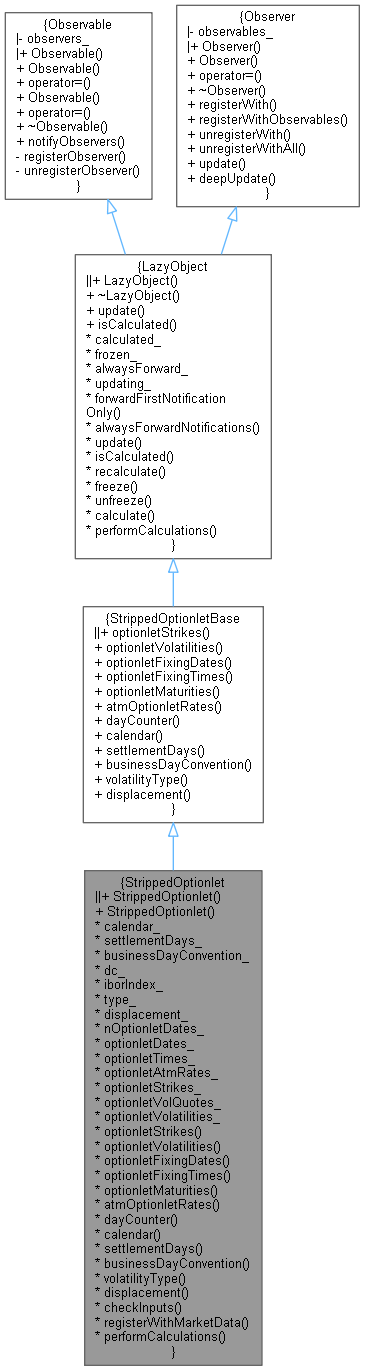 {Observable
|- observers_
|+ Observable()
+ Observable()
+ operator=()
+ Observable()
+ operator=()
+ ~Observable()
+ notifyObservers()
- registerObserver()
- unregisterObserver()
}
{Observer
|- observables_
|+ Observer()
+ Observer()
+ operator=()
+ ~Observer()
+ registerWith()
+ registerWithObservables()
+ unregisterWith()
+ unregisterWithAll()
+ update()
+ deepUpdate()
}
{LazyObject
||+ LazyObject()
+ ~LazyObject()
+ update()
+ isCalculated()
* calculated_
* frozen_
* alwaysForward_
* updating_
* forwardFirstNotification
Only()
* alwaysForwardNotifications()
* update()
* isCalculated()
* recalculate()
* freeze()
* unfreeze()
* calculate()
* performCalculations()
}
{StrippedOptionletBase
||+ optionletStrikes()
+ optionletVolatilities()
+ optionletFixingDates()
+ optionletFixingTimes()
+ optionletMaturities()
+ atmOptionletRates()
+ dayCounter()
+ calendar()
+ settlementDays()
+ businessDayConvention()
+ volatilityType()
+ displacement()
}
{StrippedOptionlet
||+ StrippedOptionlet()
+ StrippedOptionlet()
* calendar_
* settlementDays_
* businessDayConvention_
* dc_
* iborIndex_
* type_
* displacement_
* nOptionletDates_
* optionletDates_
* optionletTimes_
* optionletAtmRates_
* optionletStrikes_
* optionletVolQuotes_
* optionletVolatilities_
* optionletStrikes()
* optionletVolatilities()
* optionletFixingDates()
* optionletFixingTimes()
* optionletMaturities()
* atmOptionletRates()
* dayCounter()
* calendar()
* settlementDays()
* businessDayConvention()
* volatilityType()
* displacement()
* checkInputs()
* registerWithMarketData()
* performCalculations()
}